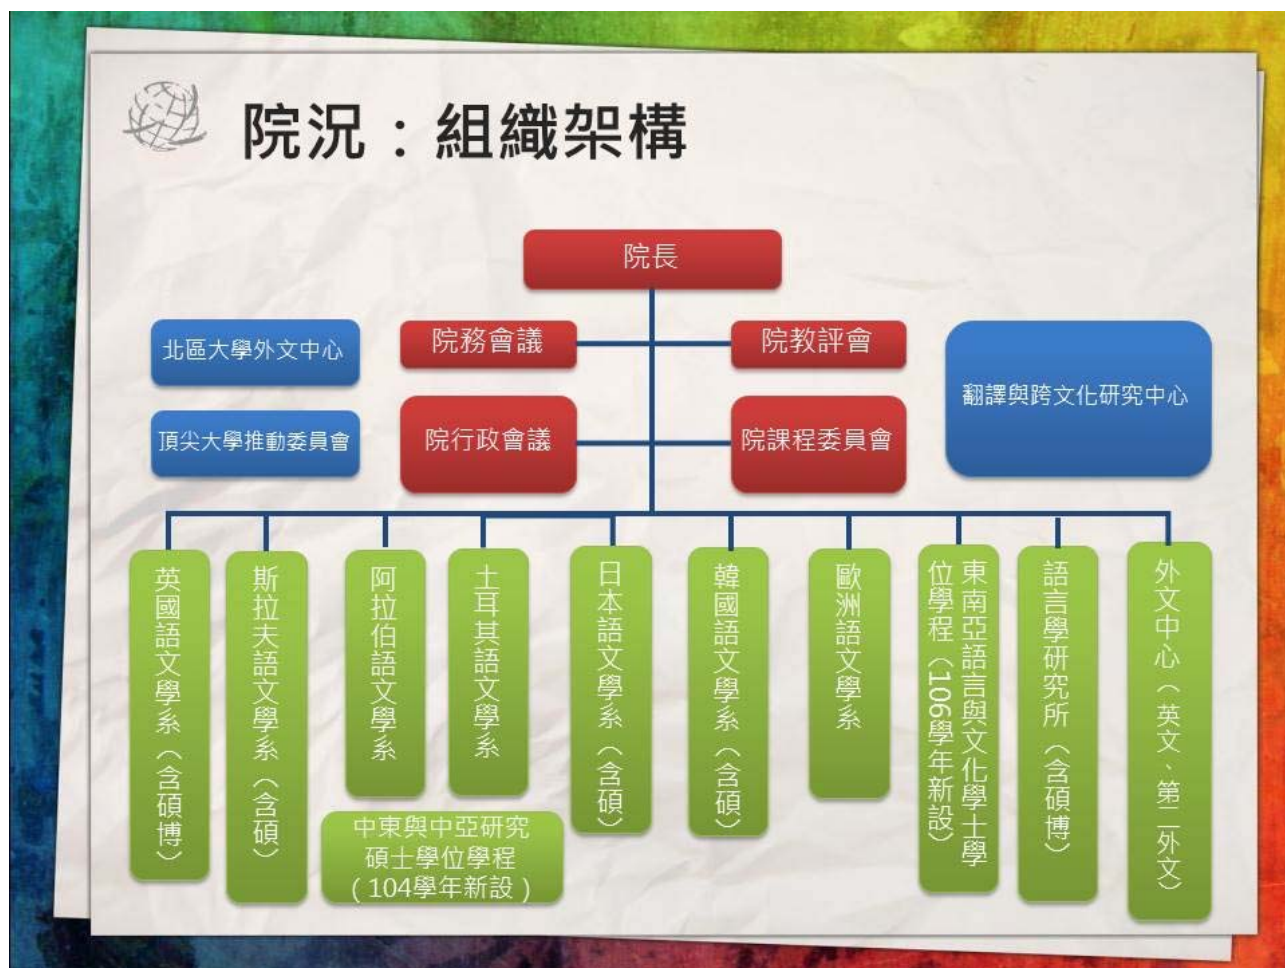 院況：組織架構
院長
北區大學外文中心
院務會議
院教評會
翻譯與跨文化研究中心
頂尖大學推動委員會
院行政會議
院課程委員會
英國語文學系（含碩博）
斯拉夫語文學系（含碩）
阿拉伯語文學系
土耳其語文學系
日本語文學系（含碩）
韓國語文學系（含碩）
歐洲語文學系
東南亞語言與文化學士學
位學程（106學年新設）
語言學研究所（含碩博）
外文中心（英文、第二外文）
中東與中亞研究
碩士學位學程
（104學年新設）